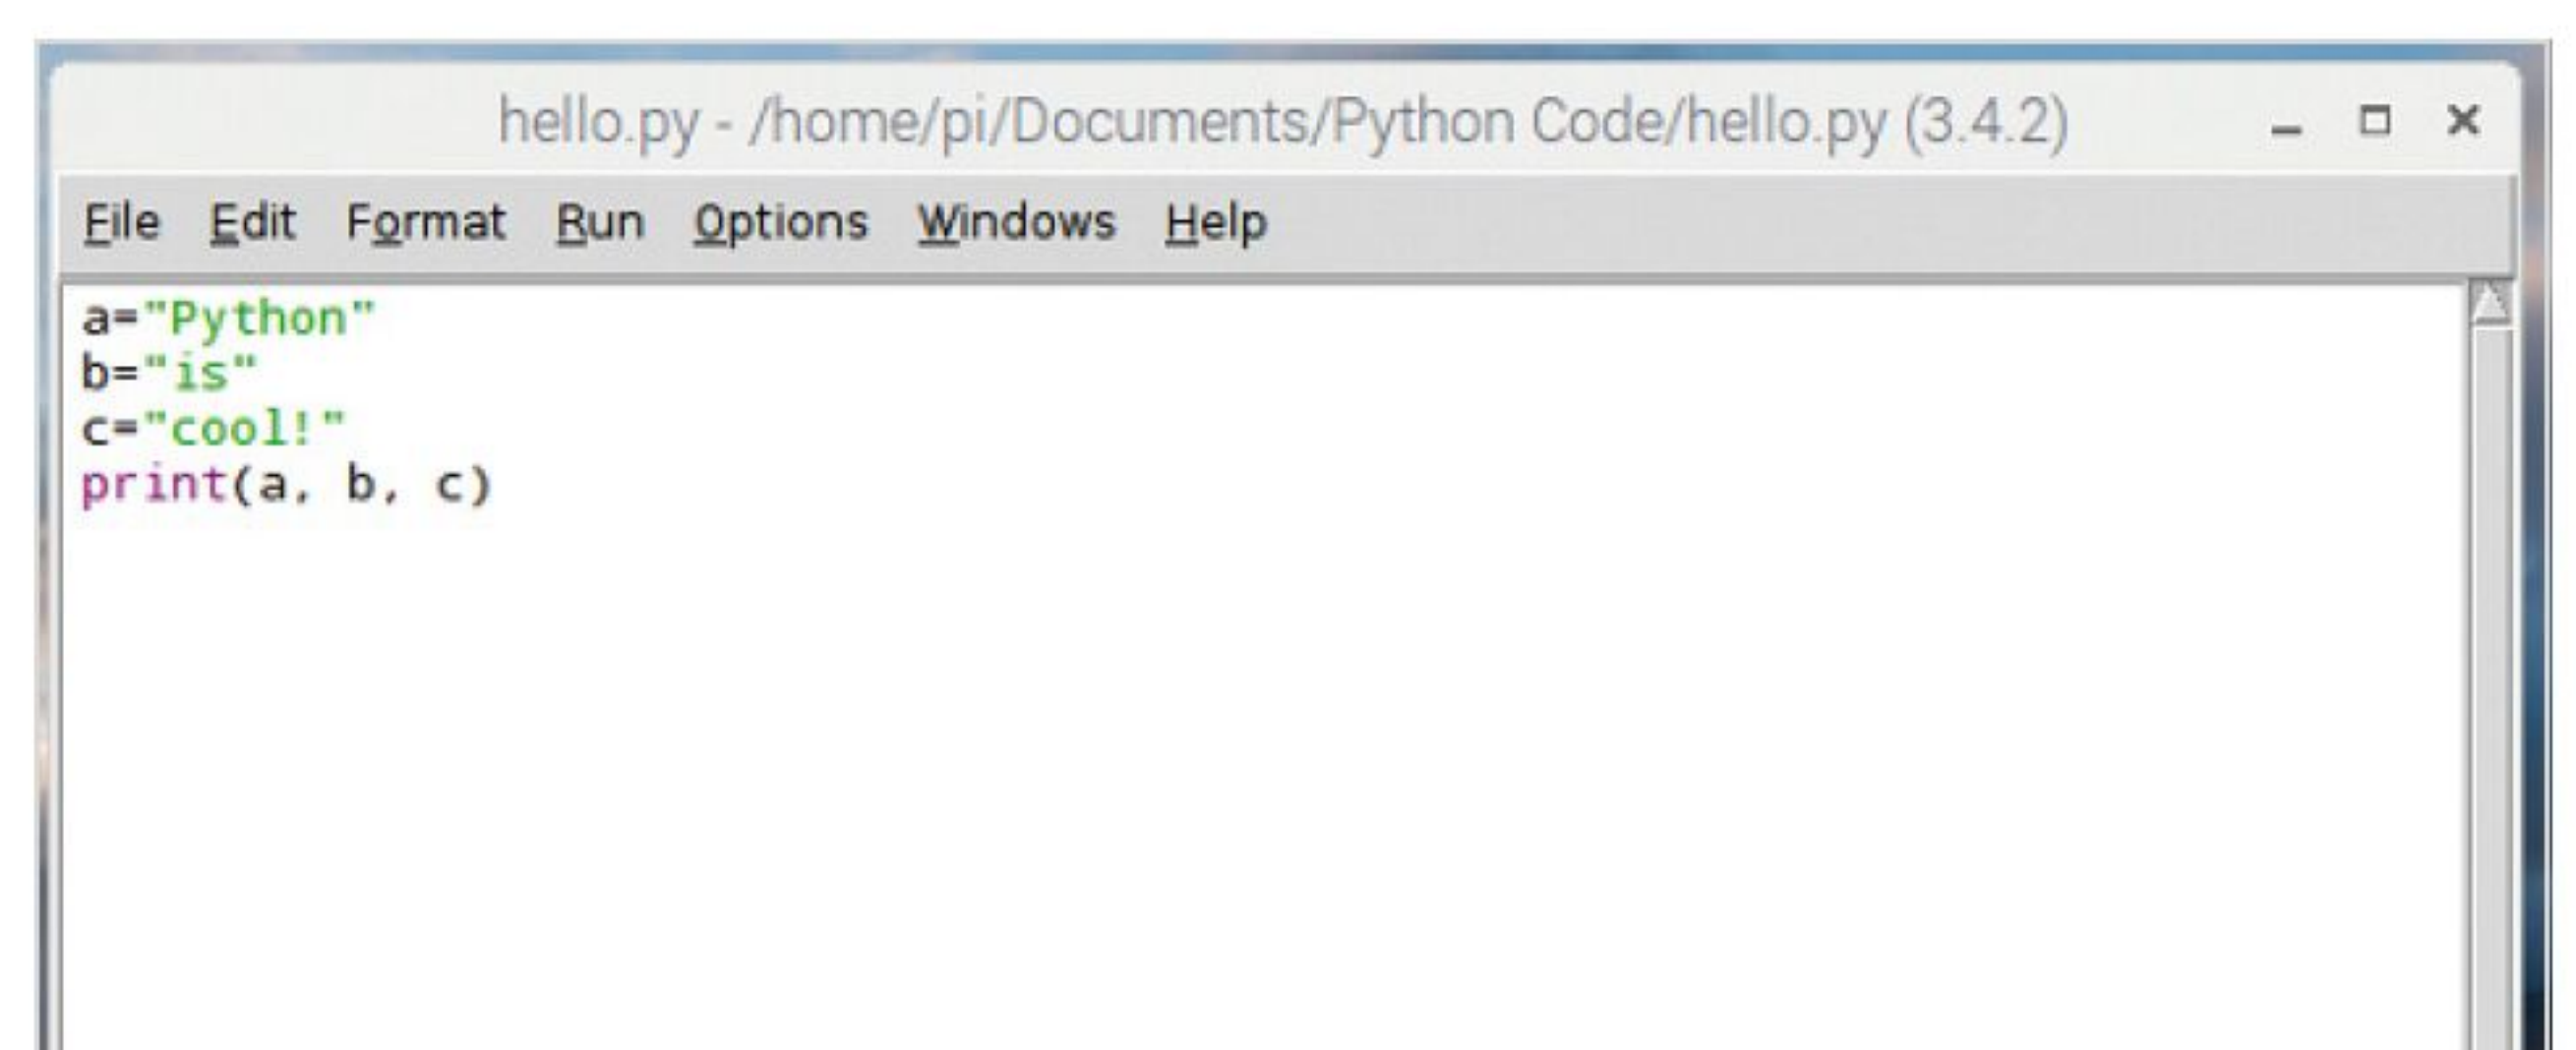 hello.py - /home/pi/Documents/Python Code/hello.py (3.4.2)
File Edit Format Run Options Windows Help
a="Python"
b="is"
c="cool!"
print(a, b, c)